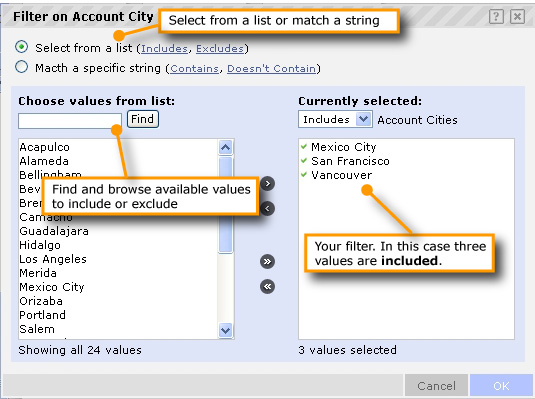 Filter on Account City
Select from a list or match a string
? x
Select from a list (Includes, Excludes)
Macth a specific string (Contains, Doesn't Contain)
Choose values from list:
Find
Acapulco
Alameda
Bellingham
Bev
Brem
Camacho
Guadalajara
Hidalgo
Los Angeles
Merida
Mexico City
Orizaba
Portland
Salem
Find and browse available values
to include or exclude
Showing all 24 values
Currently selected:
Includes Account Cities
Mexico City
San Francisco
Vancouver
Your filter. In this case three
values are included.
3 values selected
Cancel OK